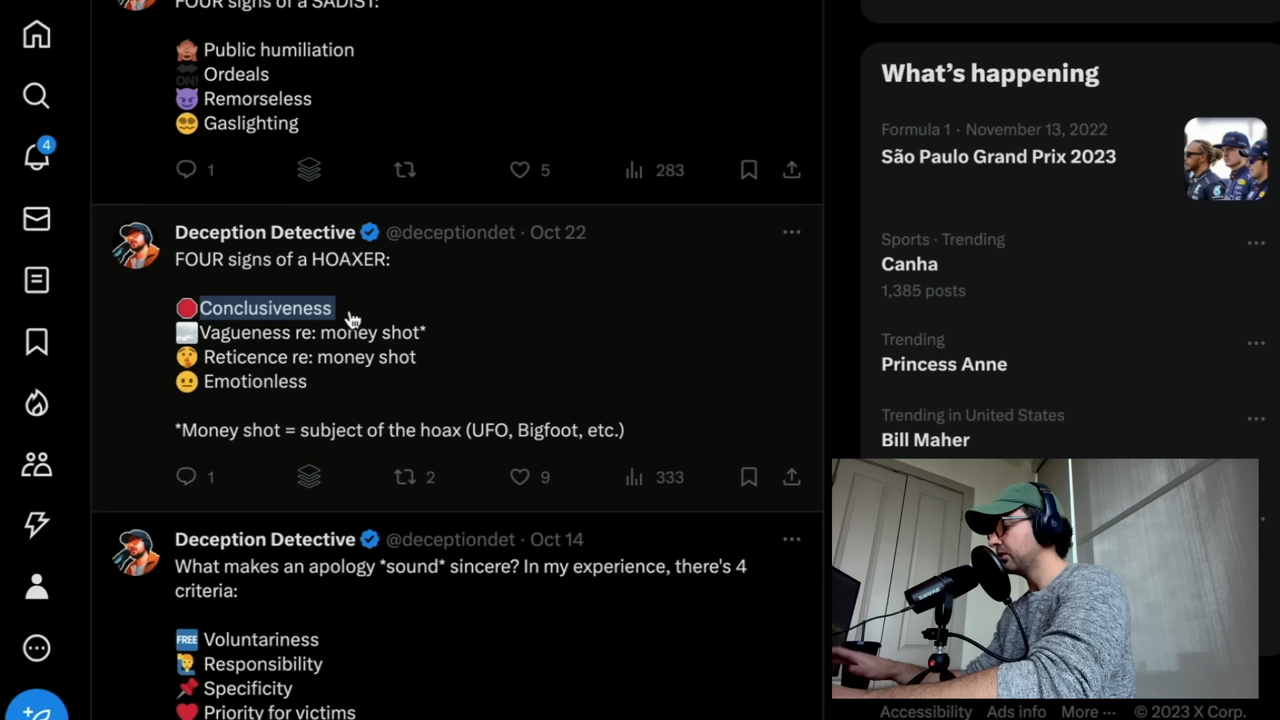 FOUR signs of a SADIST:
Public humiliation
Ordeals
Remorseless
Gaslighting
1
5
283
Deception Detective @deceptiondet · Oct 22
FOUR signs of a HOAXER:
Conclusiveness
Vagueness re: money shot*
Reticence re: money shot
Emotionless
*Money shot = subject of the hoax (UFO, Bigfoot, etc.)
1
2
9
333
Deception Detective @deceptiondet · Oct 14
What makes an apology *sound* sincere? In my experience, there's 4
criteria:
FREE Voluntariness
Responsibility
Specificity
Priority for victims
4
What's happening
Formula 1 · November 13, 2022
São Paulo Grand Prix 2023
Sports · Trending
Canha
1,385 posts
Trending
Princess Anne
Trending in United States
Bill Maher
SHURE
Accessibility Ads info More ··· © 2023 X Corp.